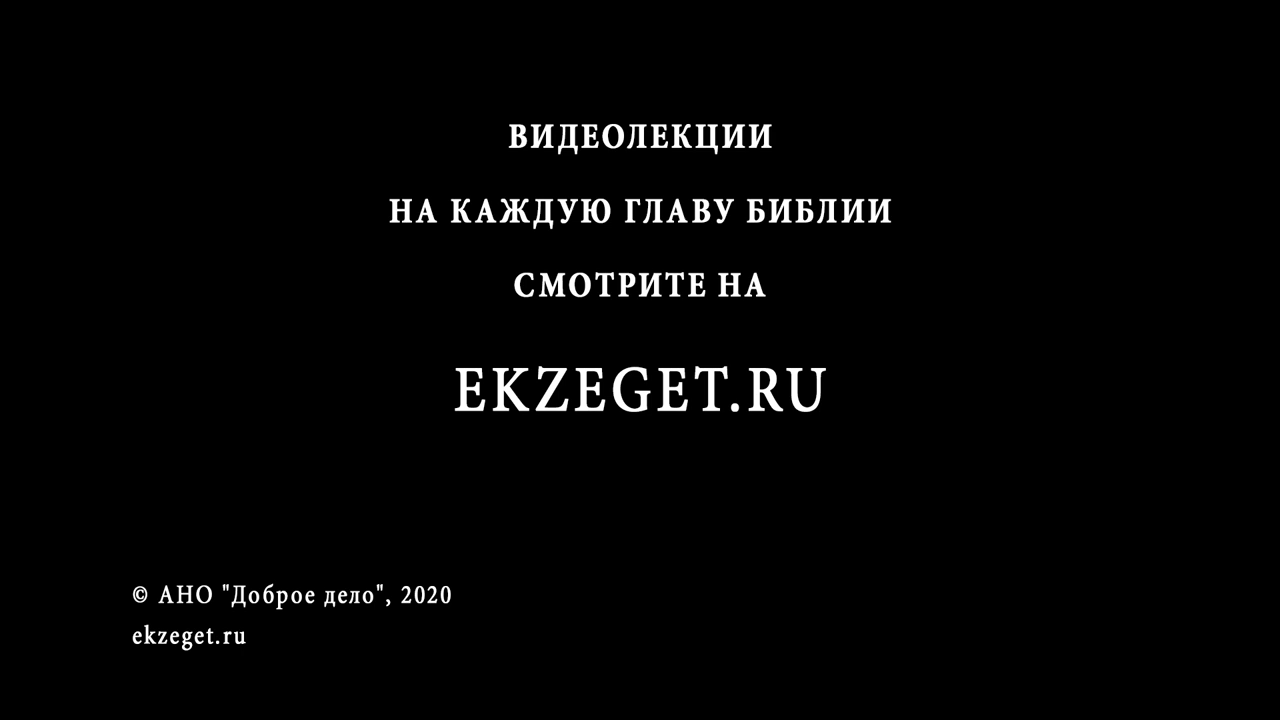 ВИДЕОЛЕКЦИИ
НА КАЖДУЮ ГЛАВУ БИБЛИИ
СМОТРИТЕ НА
EKZEGET.RU
© АНО "Доброе дело", 2020
ekzeget.ru